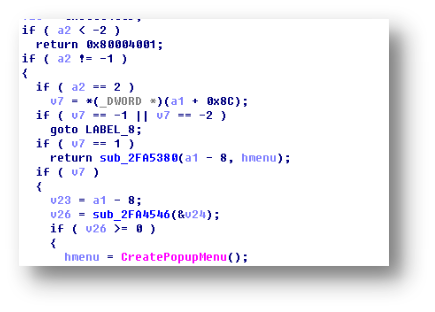 if ( a2 < -2 )
return 0x80004001;
if ( a2 != -1 )
{
if ( a2 == 2 )
v7 = *(_DWORD *)(a1 + 0x8C);
if ( v7 == -1 || v7 == -2 )
goto LABEL_8;
if ( v7 == 1 )
return sub_2FA5380(a1 - 8, hmenu);
if ( v7 )
{
v23 = a1 - 8;
v26 = sub_2FA4546(&v24);
if ( v26 >= 0 )
{
hmenu = CreatePopupMenu();